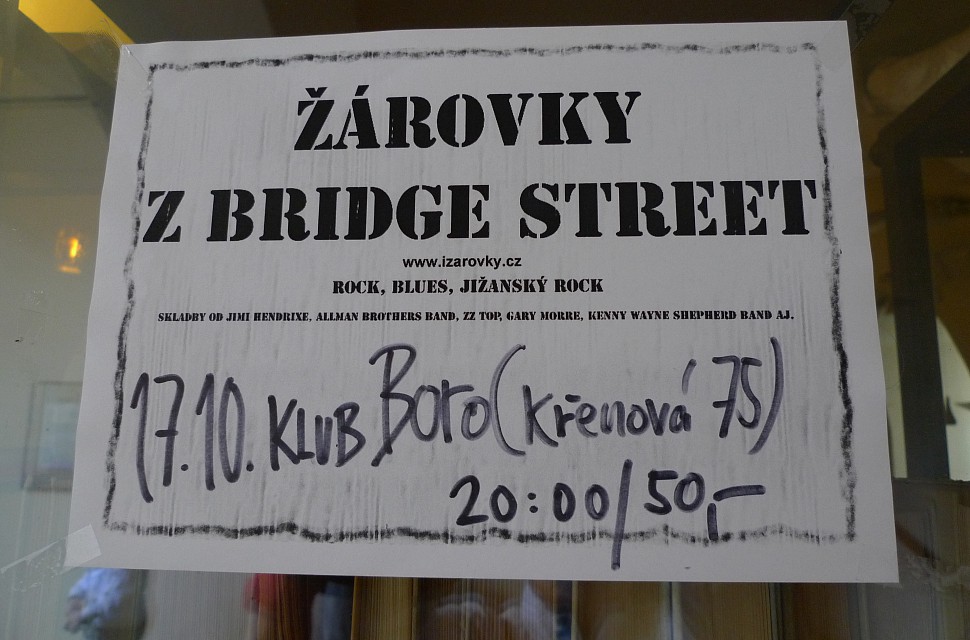 ŽÁROVKY
Z BRIDGE STREET
www.izarovky.cz
ROCK, BLUES, JIŽANSKÝ ROCK
SKLADBY OD JIMI HENDRIXE, ALLMAN BROTHERS BAND, ZZ TOP, GARY MORRE, KENNY WAYNE SHEPHERD BAND AJ.
17.10. KLUB Boro (Křenová 75)
20:00/50,-